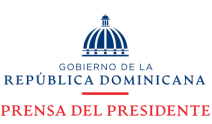 GOBIERNO DE LA
REPÚBLICA DOMINICANA
PRENSA DEL PRESIDENTE